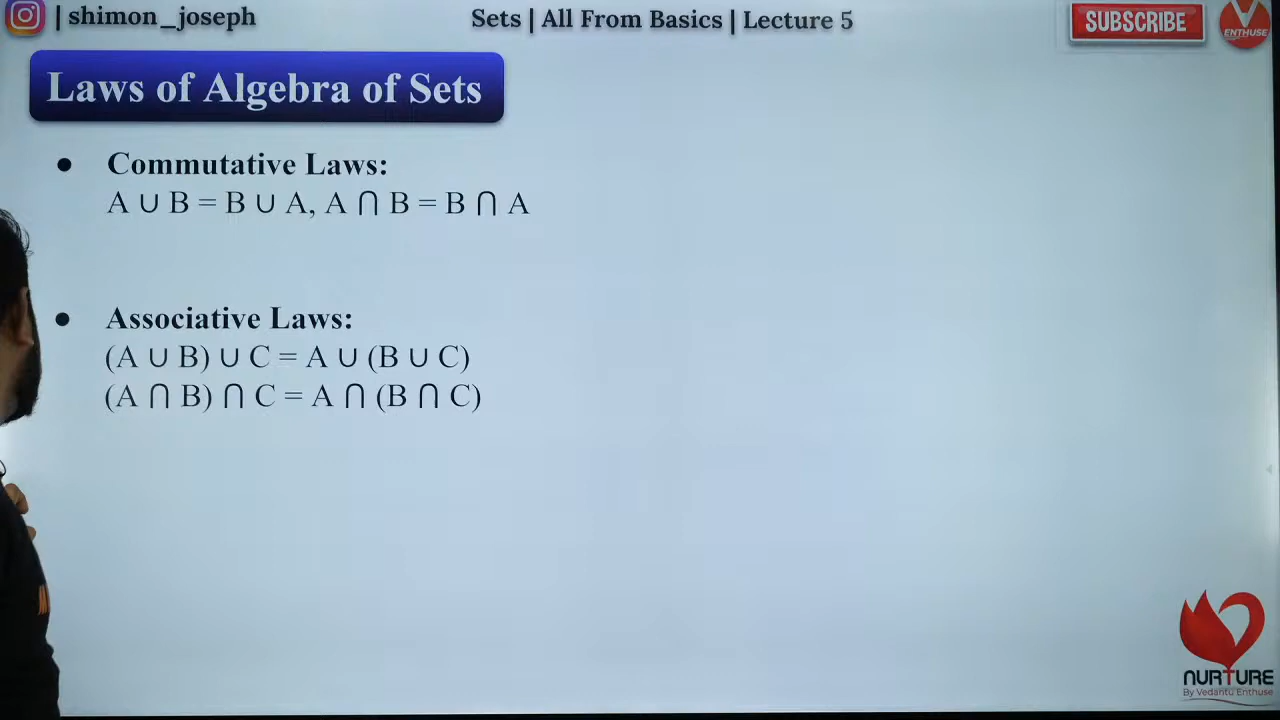 | shimon_joseph
Sets | All From Basics | Lecture 5
SUBSCRIBE
ENTHUSE
Laws of Algebra of Sets
● Commutative Laws:
A ∪ B = B ∪ A, A ⋂ B = B ⋂ A
● Associative Laws:
(A ∪ B) ∪ C = A ∪ (B ∪ C)
(A ⋂ B) ⋂ C = A ⋂ (B ⋂ C)
NURTURE
By Vedantu Enthuse